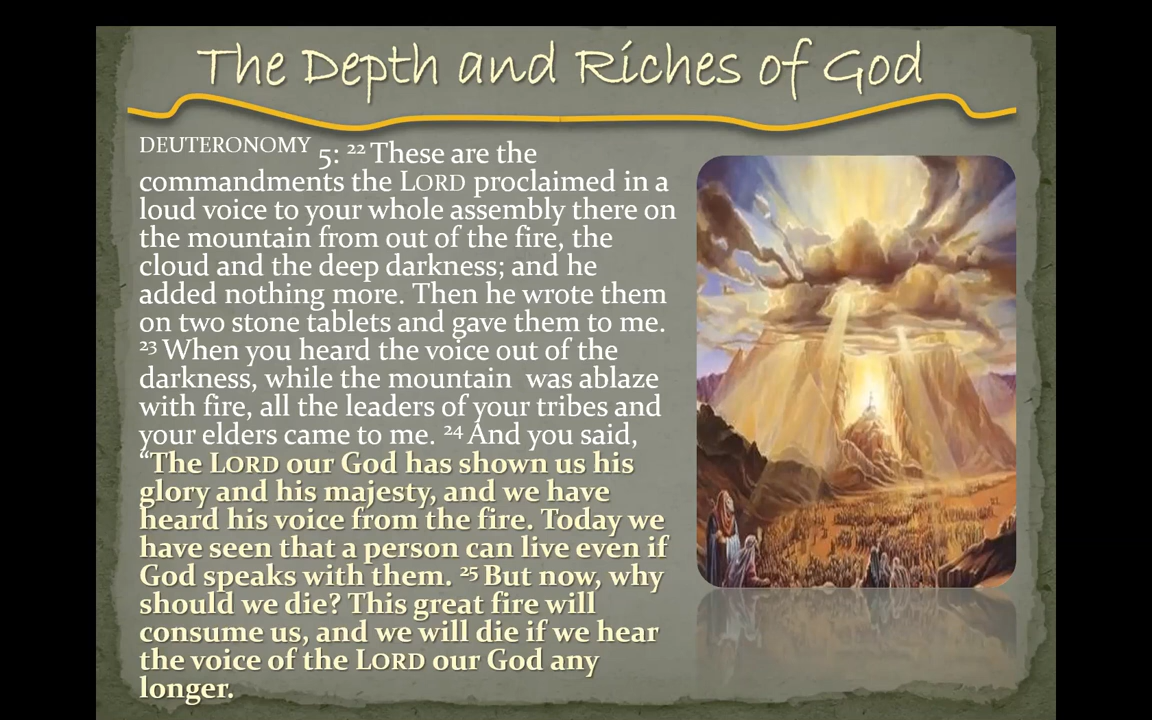 The Depth and Riches of God
DEUTERONOMY 5: 22 These are the
commandments the LORD proclaimed in a
loud voice to your whole assembly there on
the mountain from out of the fire, the
cloud and the deep darkness; and he
added nothing more. Then he wrote them
on two stone tablets and gave them to me.
23 When you heard the voice out of the
darkness, while the mountain  was ablaze
with fire, all the leaders of your tribes and
your elders came to me. 24 And you said,
“The LORD our God has shown us his
glory and his majesty, and we have
heard his voice from the fire. Today we
have seen that a person can live even if
God speaks with them. 25 But now, why
should we die? This great fire will
consume us, and we will die if we hear
the voice of the LORD our God any
longer.